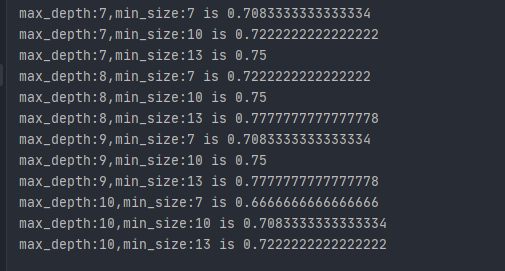 max_depth:7,min_size:7 is 0.7083333333333334
max_depth:7,min_size:10 is 0.7222222222222222
max_depth:7,min_size:13 is 0.75
max_depth:8,min_size:7 is 0.7222222222222222
max_depth:8,min_size:10 is 0.75
max_depth:8,min_size:13 is 0.7777777777777778
max_depth:9,min_size:7 is 0.7083333333333334
max_depth:9,min_size:10 is 0.75
max_depth:9,min_size:13 is 0.7777777777777778
max_depth:10,min_size:7 is 0.6666666666666666
max_depth:10,min_size:10 is 0.7083333333333334
max_depth:10,min_size:13 is 0.7222222222222222